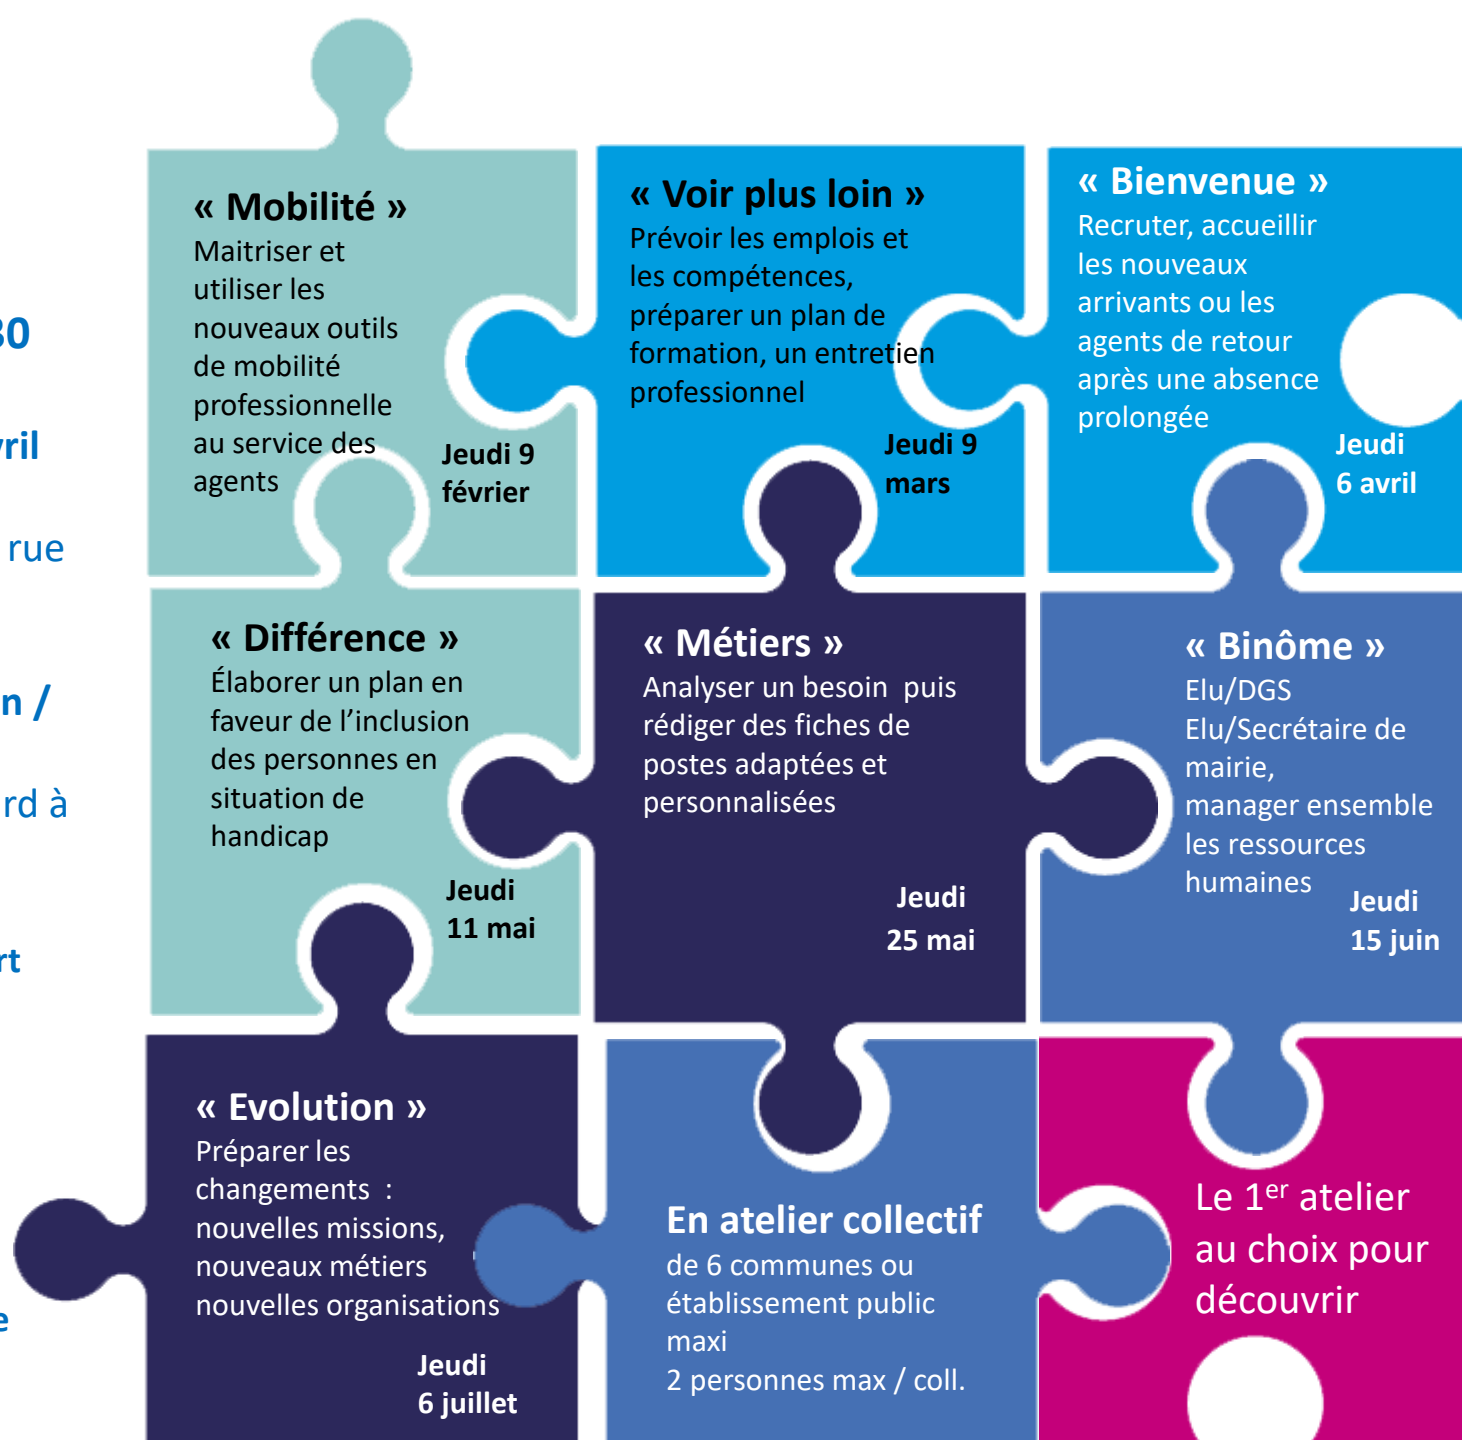 30
ril
rue
n /
rd à
rt
e
« Mobilité »
Maitriser et
utiliser les
nouveaux outils
de mobilité
professionnelle
au service des
agents
Jeudi 9
février
« Voir plus loin »
Prévoir les emplois et
les compétences,
préparer un plan de
formation, un entretien
professionnel
Jeudi 9
mars
« Bienvenue »
Recruter, accueillir
les nouveaux
arrivants ou les
agents de retour
après une absence
prolongée
Jeudi
6 avril
« Différence »
Élaborer un plan en
faveur de l’inclusion
des personnes en
situation de
handicap
Jeudi
11 mai
« Métiers »
Analyser un besoin  puis
rédiger des fiches de
postes adaptées et
personnalisées
Jeudi
25 mai
« Binôme »
Elu/DGS
Elu/Secrétaire de
mairie,
manager ensemble
les ressources
humaines
Jeudi
15 juin
« Evolution »
Préparer les
changements  :
nouvelles missions,
nouveaux métiers
nouvelles organisations
Jeudi
6 juillet
En atelier collectif
de 6 communes ou
établissement public
maxi
2 personnes max / coll.
Le 1er atelier
au choix pour
découvrir